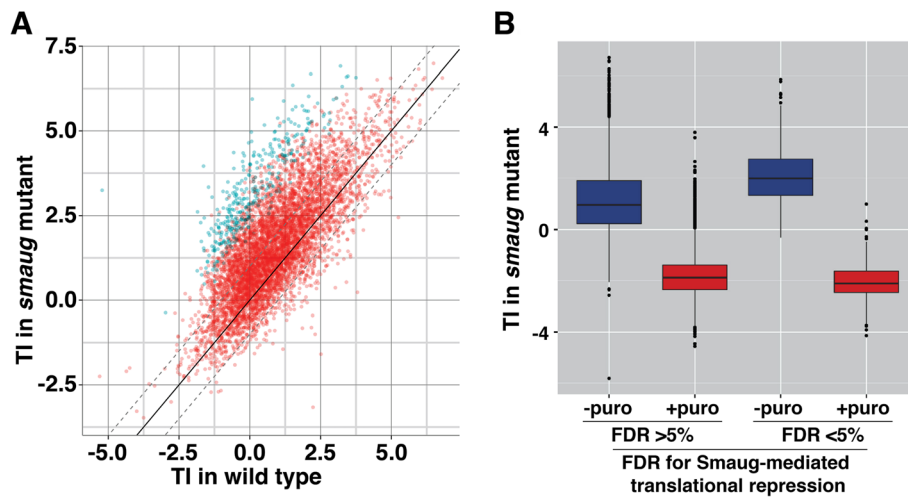 A
TI in smaug mutant
7.5
5.0
2.5
0.0
-2.5
-5.0 -2.5 0.0 2.5 5.0
TI in wild type
B
TI in smaug mutant
4
0
-4
-puro +puro -puro +puro
FDR >5% FDR <5%
FDR for Smaug-mediated
translational repression